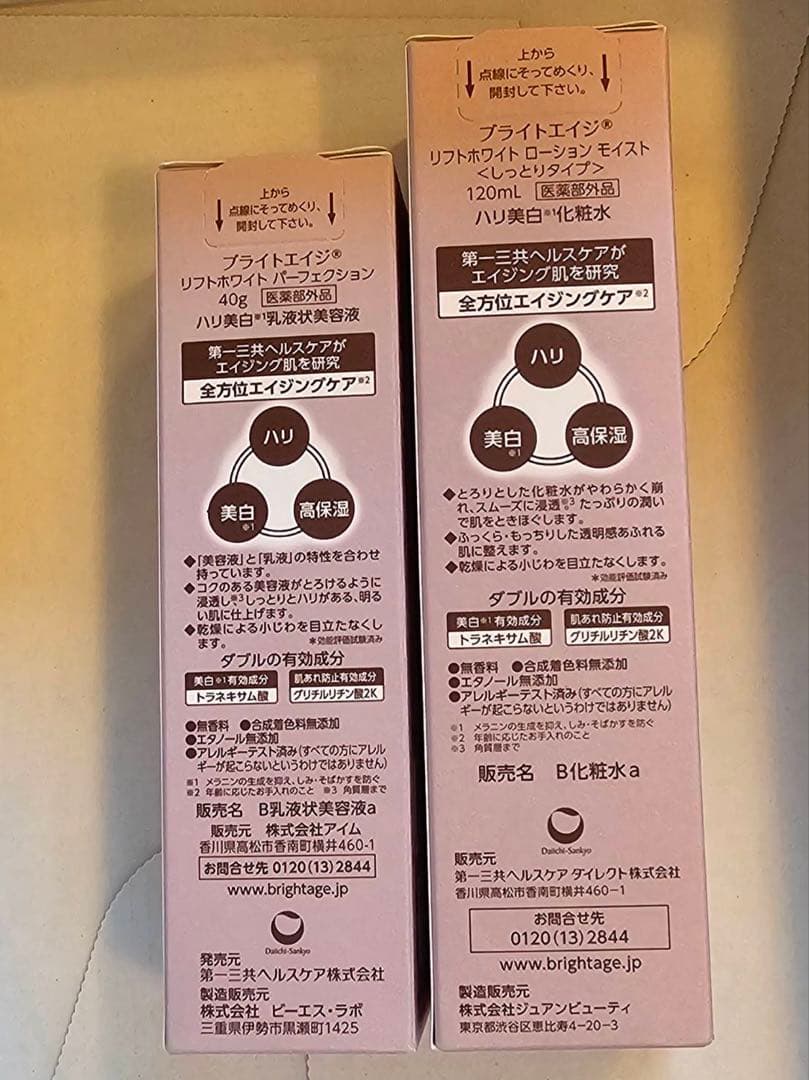 上から
点線にそってめくり、
開封して下さい。
ブライトエイジ®
リフトホワイト パーフェクション
40g 医薬部外品
ハリ美白※1乳液状美容液
第一三共ヘルスケアが
エイジング肌を研究
全方位エイジングケア※2
ハリ
美白
※1
高保湿
◆「美容液」と「乳液」の特性を合わせ
持っています。
◆コクのある美容液がとろけるように
浸透し※3しっとりとハリがある、明る
い肌に仕上げます。
◆乾燥による小じわを目立たなくし
ます。 *効能評価試験済み
ダブルの有効成分
美白※1有効成分
トラネキサム酸
肌あれ防止有効成分
グリチルリチン酸2K
●無香料 ●合成着色料無添加
●エタノール無添加
●アレルギーテスト済み(すべての方にアレル
ギーが起こらないというわけではありません)
※1 メラニンの生成を抑え、しみ・そばかすを防ぐ
※2 年齢に応じたお手入れのこと ※3 角質層まで
販売名 B乳液状美容液a
販売元 株式会社アイム
香川県高松市香南町横井460-1
お問合せ先 0120(13)2844
www.brightage.jp
Daiichi-Sankyo
発売元
第一三共ヘルスケア株式会社
製造販売元
株式会社 ピーエス・ラボ
三重県伊勢市黒瀬町1425
上から
点線にそってめくり、
開封して下さい。
ブライトエイジ®
リフトホワイト ローション モイスト
<しっとりタイプ>
120mL 医薬部外品
ハリ美白※1化粧水
第一三共ヘルスケアが
エイジング肌を研究
全方位エイジングケア※2
ハリ
美白
※1
高保湿
◆とろりとした化粧水がやわらかく崩
れ、スムーズに浸透※3 たっぷりの潤い
で肌をときほぐします。
◆ふっくら・もっちりした透明感あふれる
肌に整えます。
◆乾燥による小じわを目立たなくします。
*効能評価試験済み
ダブルの有効成分
美白※1有効成分
トラネキサム酸
肌あれ防止有効成分
グリチルリチン酸2K
●無香料 ●合成着色料無添加
●エタノール無添加
●アレルギーテスト済み(すべての方にアレル
ギーが起こらないというわけではありません)
※1 メラニンの生成を抑え、しみ・そばかすを防ぐ
※2 年齢に応じたお手入れのこと
※3 角質層まで
販売名 B化粧水a
Daiichi-Sankyo
販売元
第一三共ヘルスケア ダイレクト株式会社
香川県高松市香南町横井460-1
お問合せ先
0120(13)2844
www.brightage.jp
製造販売元
株式会社ジュアンビューティ
東京都渋谷区恵比寿4-20-3